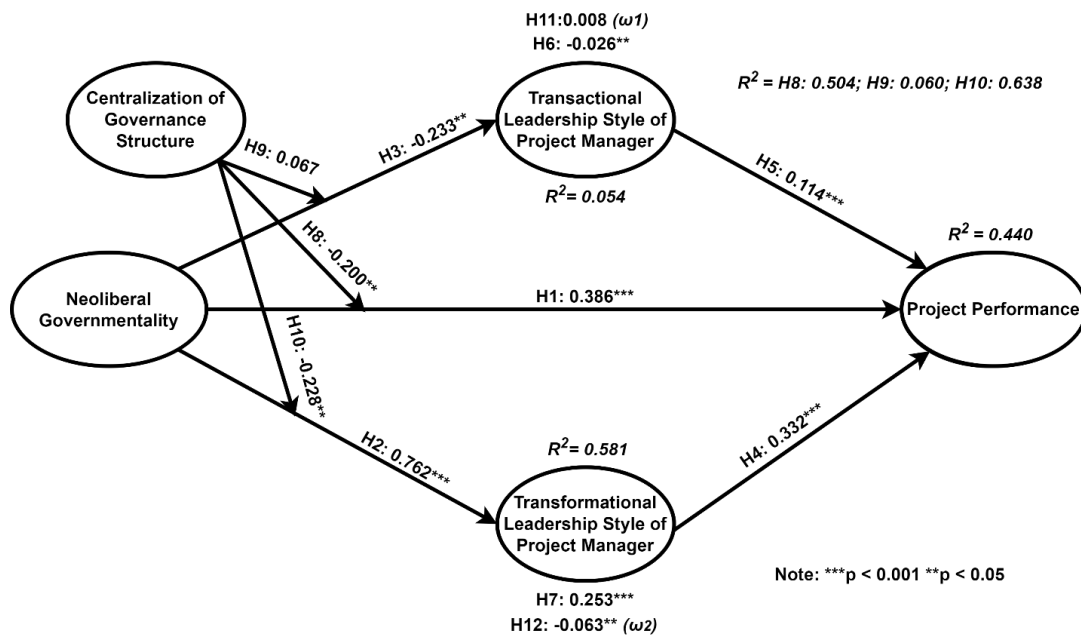 H11:0.008 (ω1)
H6: -0.026**
R² = H8: 0.504; H9: 0.060; H10: 0.638
Centralization of
Governance
Structure
Transactional
Leadership Style of
Project Manager
H9: 0.067
H3: -0.233**
H5: 0.114***
R²= 0.054
H8: -0.200**
R² = 0.440
Neoliberal
Governmentality
H1: 0.386***
Project Performance
H10: -0.228**
H2: 0.762***
H4: 0.332***
R²= 0.581
Transformational
Leadership Style of
Project Manager
Note: ***p < 0.001 **p < 0.05
H7: 0.253***
H12: -0.063** (ω2)